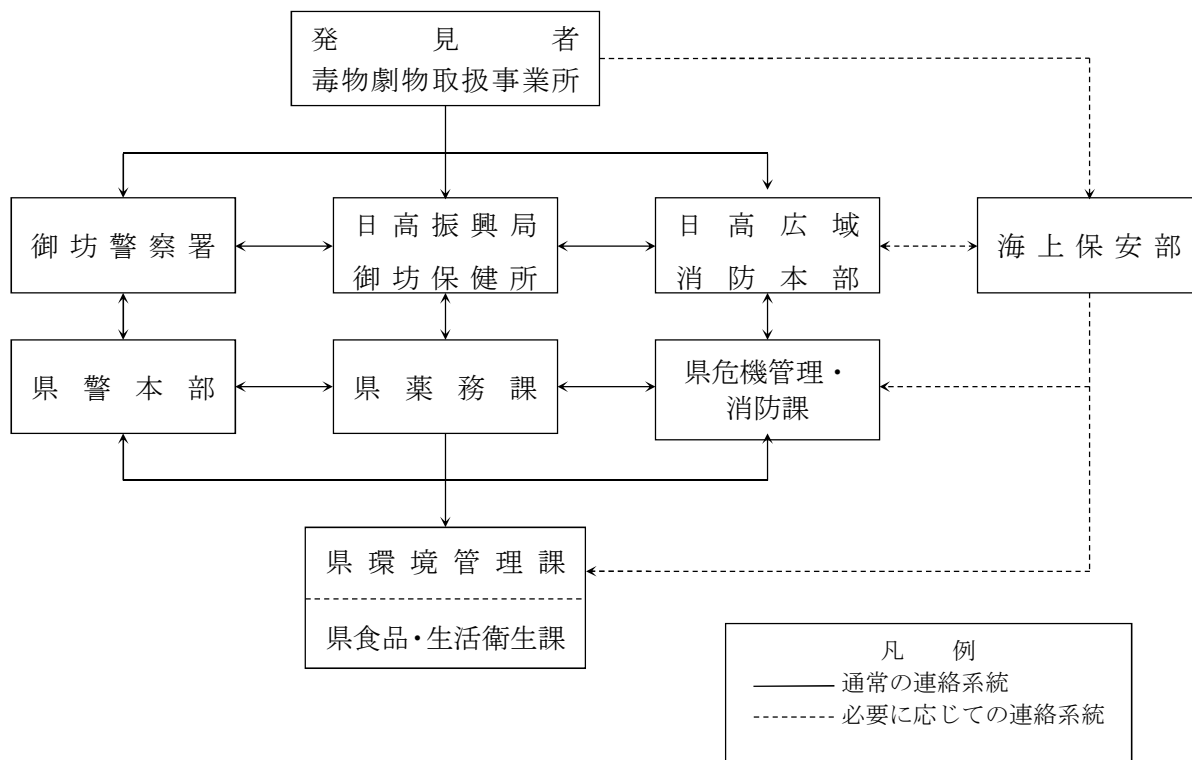 発見者
毒物劇物取扱事業所
御坊警察署
日高振興局
御坊保健所
日高広域
消防本部
海上保安部
県警本部
県薬務課
県危機管理・
消防課
県環境管理課
県食品・生活衛生課
凡例
通常の連絡系統
必要に応じての連絡系統